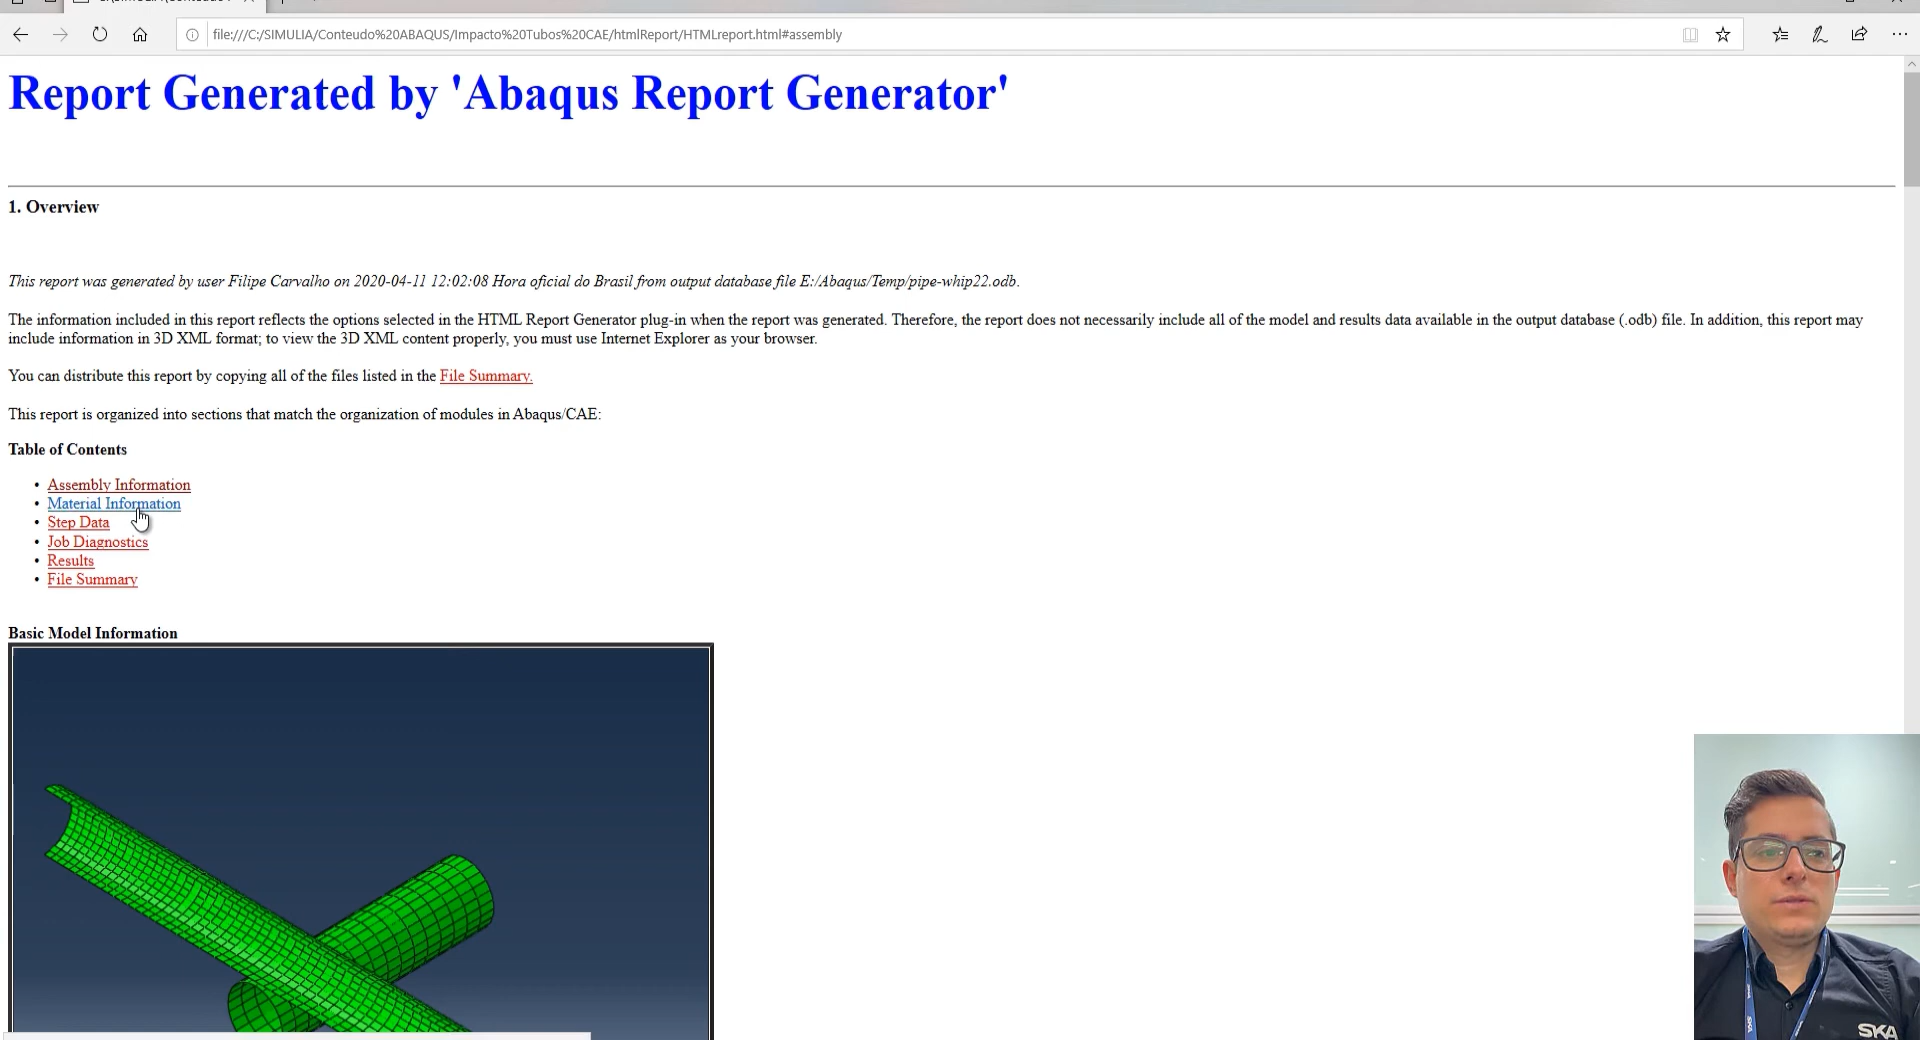 file:///C:/SIMULIA/Conteudo%20ABAQUS/Impacto%20Tubos%20CAE/htmlReport/HTMLreport.html#assembly
Report Generated by 'Abaqus Report Generator'
1. Overview
This report was generated by user Filipe Carvalho on 2020-04-11 12:02:08 Hora oficial do Brasil from output database file E:/Abaqus/Temp/pipe-whip22.odb.
The information included in this report reflects the options selected in the HTML Report Generator plug-in when the report was generated. Therefore, the report does not necessarily include all of the model and results data available in the output database (.odb) file. In addition, this report may
include information in 3D XML format; to view the 3D XML content properly, you must use Internet Explorer as your browser.
You can distribute this report by copying all of the files listed in the File Summary.
This report is organized into sections that match the organization of modules in Abaqus/CAE:
Table of Contents
• Assembly Information
• Material Information
• Step Data
• Job Diagnostics
• Results
• File Summary
Basic Model Information
SKA